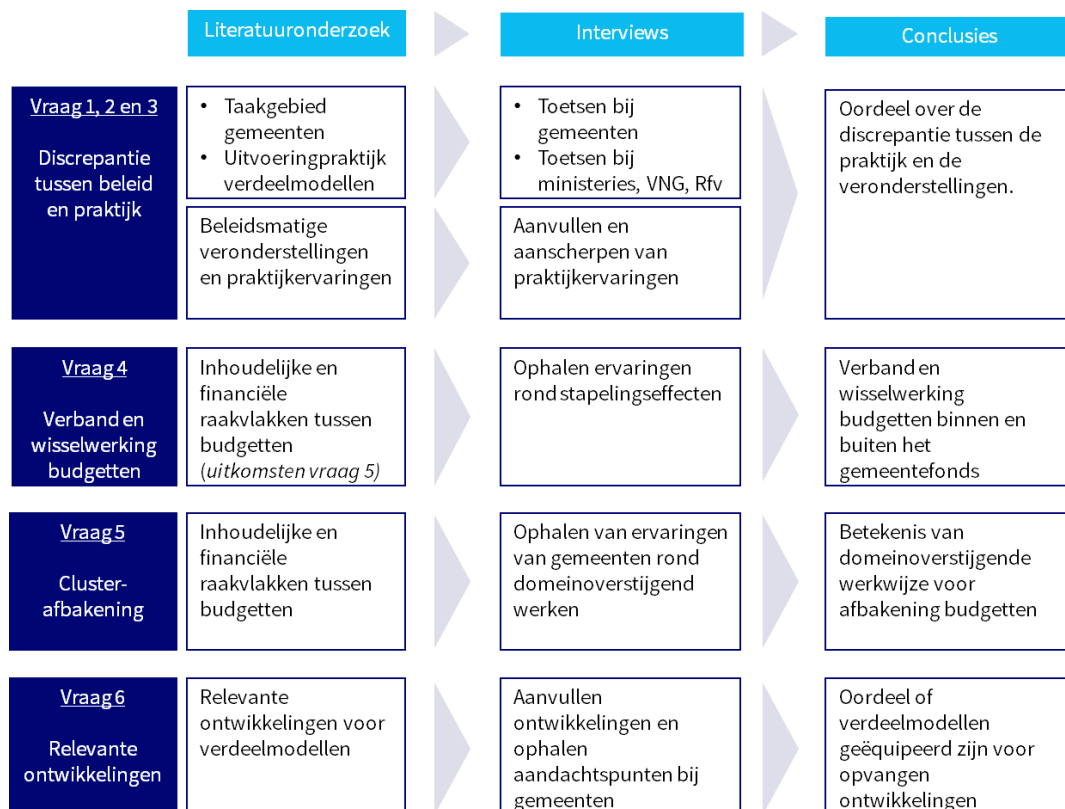 Literatuuronderzoek
Interviews
Conclusies
Vraag 1, 2 en 3
Discrepantie
tussen beleid
en praktijk
• Taakgebied
gemeenten
• Uitvoeringpraktijk
verdeelmodellen
• Toetsen bij
gemeenten
• Toetsen bij
ministeries, VNG, Rfv
Oordeel over de
discrepantie tussen de
praktijk en de
veronderstellingen.
Beleidsmatige
veronderstellingen
en praktijkervaringen
Aanvullen en
aanscherpen van
praktijkervaringen
Vraag 4
Verband en
wisselwerking
budgetten
Inhoudelijke en
financiële
raakvlakken tussen
budgetten
(uitkomsten vraag 5)
Ophalen ervaringen
rond stapelingseffecten
Verband en
wisselwerking
budgetten binnen en
buiten het
gemeentefonds
Vraag 5
Cluster-
afbakening
Inhoudelijke en
financiële
raakvlakken tussen
budgetten
Ophalen van ervaringen
van gemeenten rond
domeinoverstijgend
werken
Betekenis van
domeinoverstijgende
werkwijze voor
afbakening budgetten
Vraag 6
Relevante
ontwikkelingen
Relevante
ontwikkelingen voor
verdeelmodellen
Aanvullen
ontwikkelingen en
ophalen
aandachtspunten bij
gemeenten
Oordeel of
verdeelmodellen
geëquipeerd zijn voor
opvangen
ontwikkelingen